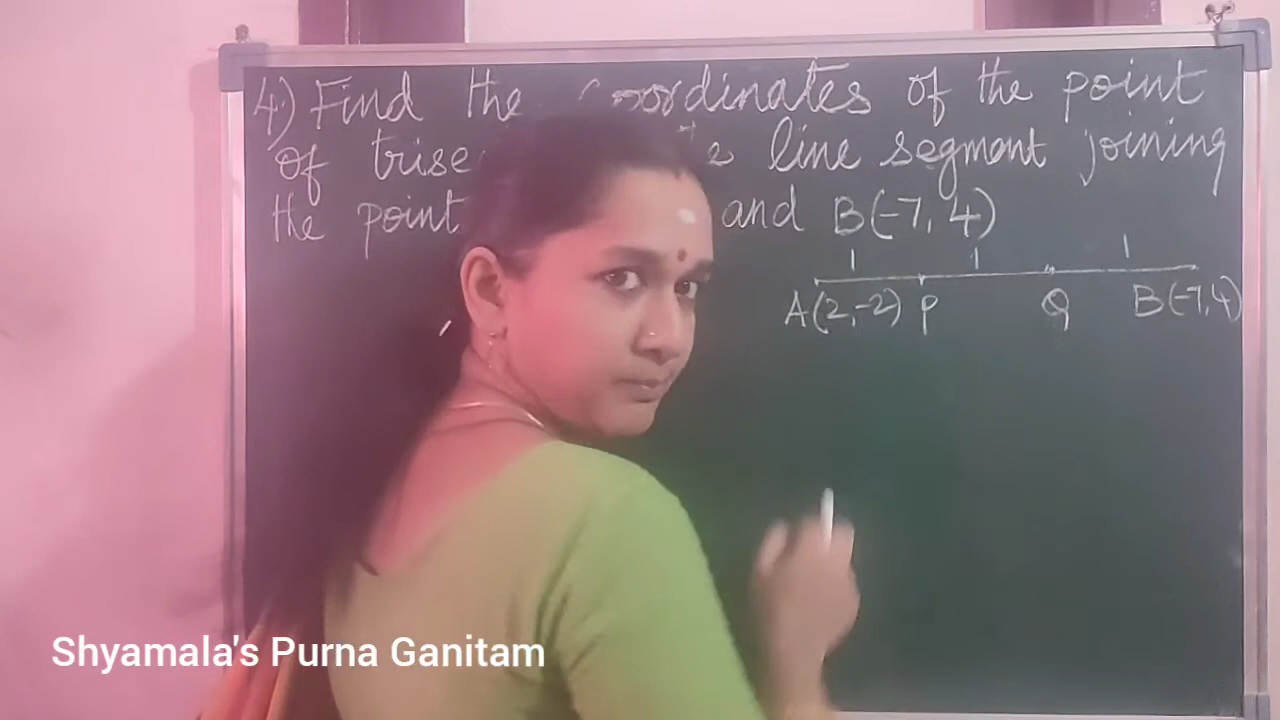 4) Find the coordinates of the point
of trise line segment joining
the point and B(-7, 4)
1 1 1
A(2,-2) P Q B(-7,4)
Shyamala's Purna Ganitam